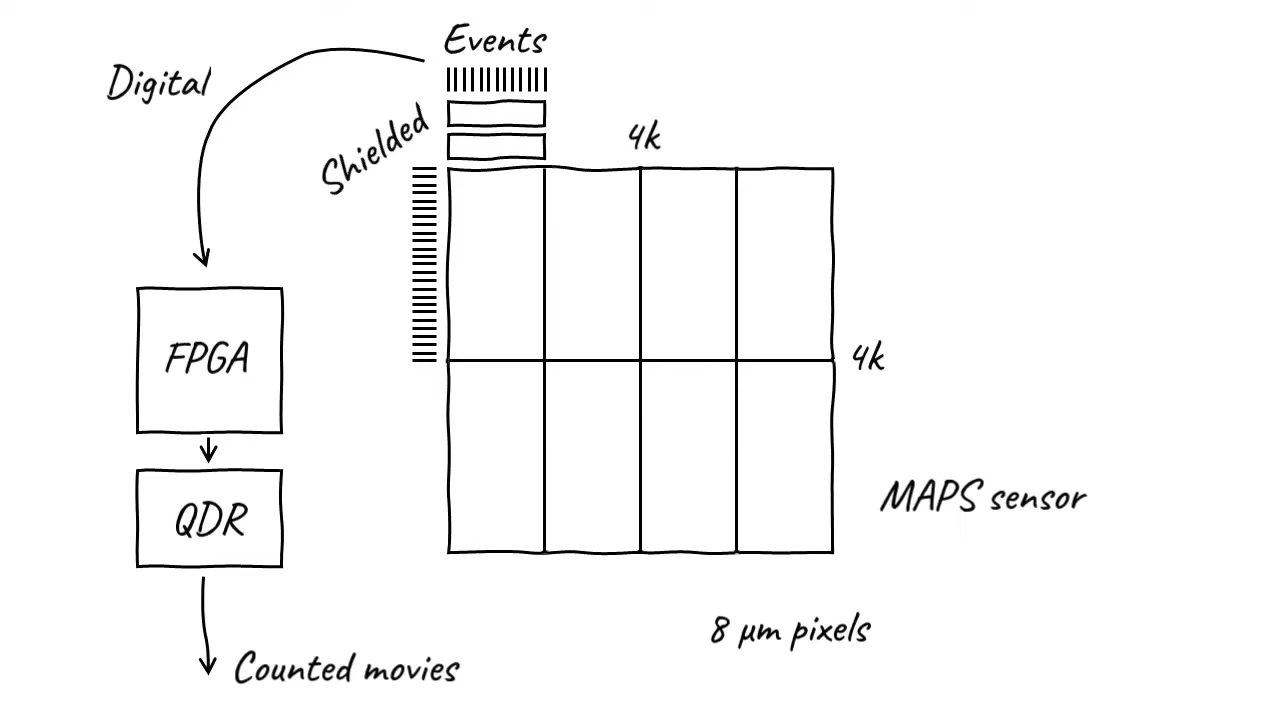 Events
Digital
Shielded
4k
FPGA
4k
QDR
MAPS sensor
8 µm pixels
Counted movies